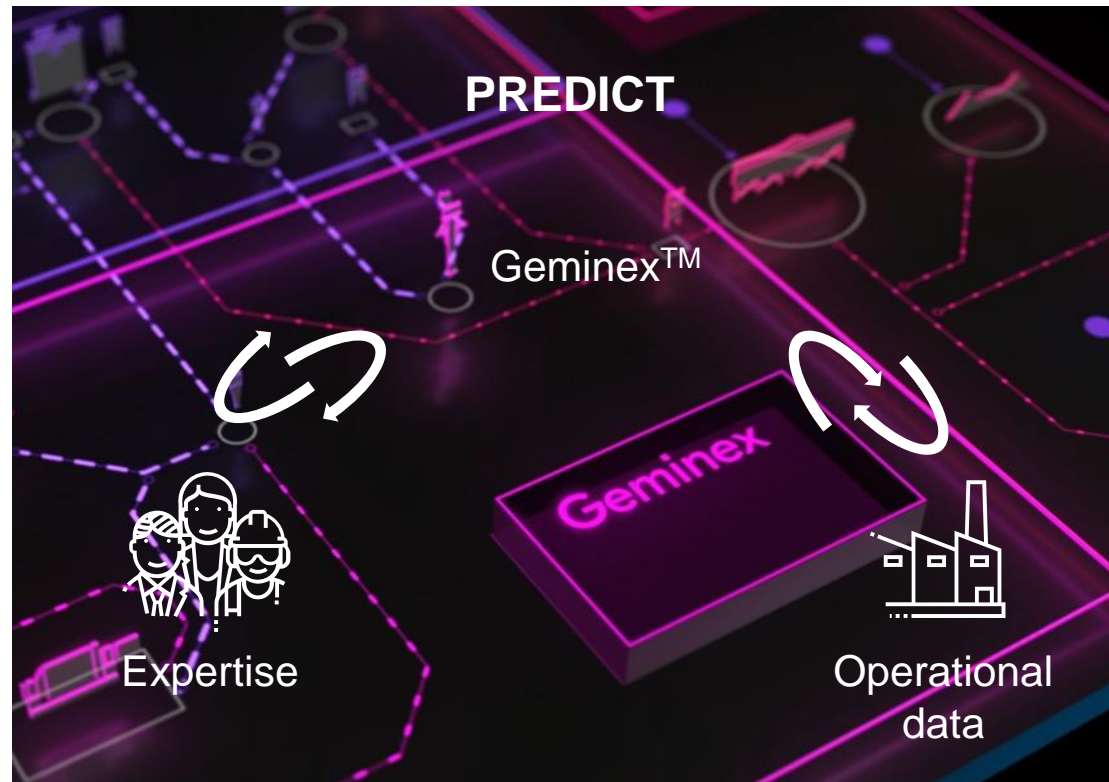 PREDICT
Geminex™
Geminex
Expertise
Operational
data